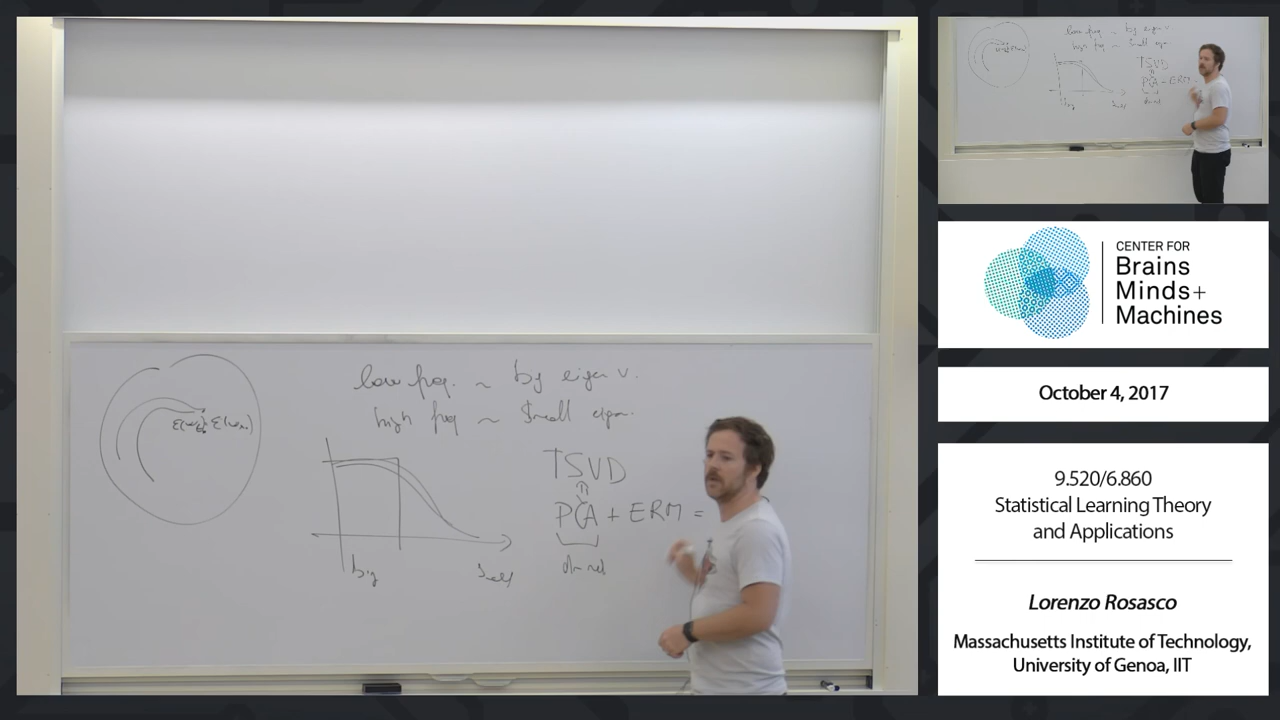 low freq. ~ big eigen v.
high freq ~ Small eigen.
ε(ω_t) - ε(ω_*)
TSVD
PCA + ERM =
big
small
CENTER FOR
Brains
Minds+
Machines
October 4, 2017
9.520/6.860
Statistical Learning Theory
and Applications
Lorenzo Rosasco
Massachusetts Institute of Technology,
University of Genoa, IIT